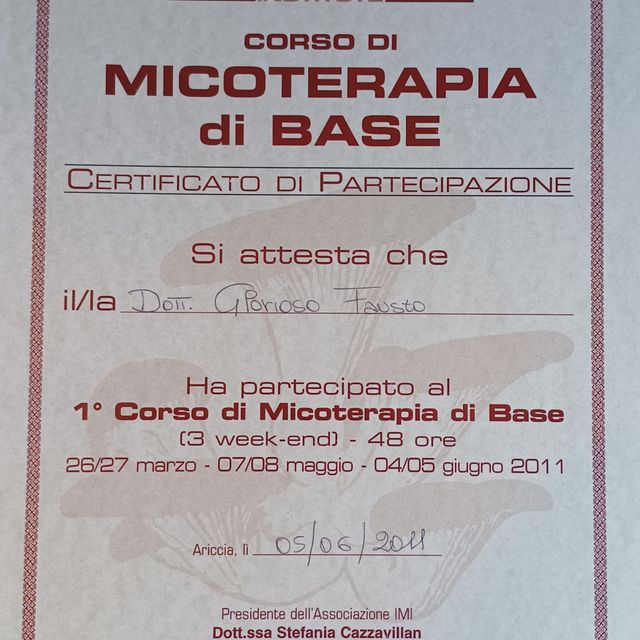 CORSO DI
MICOTERAPIA
di BASE
CERTIFICATO DI PARTECIPAZIONE
Si attesta che
il/la Dott. Glorioso Fausto
Ha partecipato al
1° Corso di Micoterapia di Base
(3 week-end) - 48 ore
26/27 marzo - 07/08 maggio - 04/05 giugno 2011
Ariccia, lì 05/06/2011
Presidente dell'Associazione IMI
Dott.ssa Stefania Cazzavillan